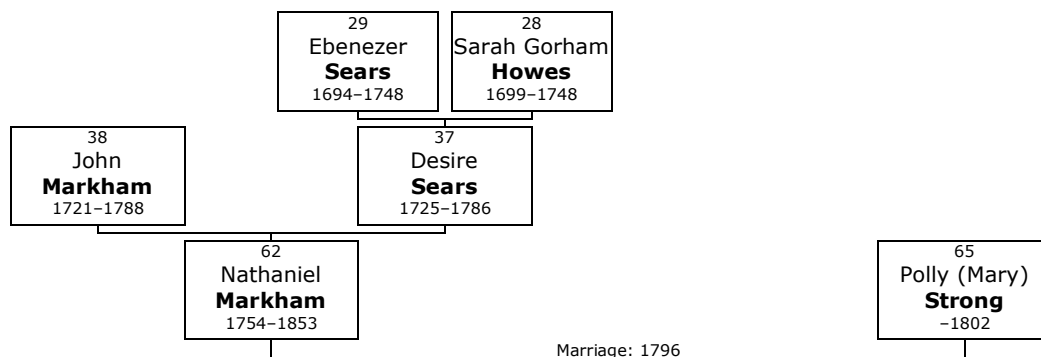 29
Ebenezer
Sears
1694–1748
28
Sarah Gorham
Howes
1699–1748
38
John
Markham
1721–1788
37
Desire
Sears
1725–1786
62
Nathaniel
Markham
1754–1853
65
Polly (Mary)
Strong
–1802
Marriage: 1796